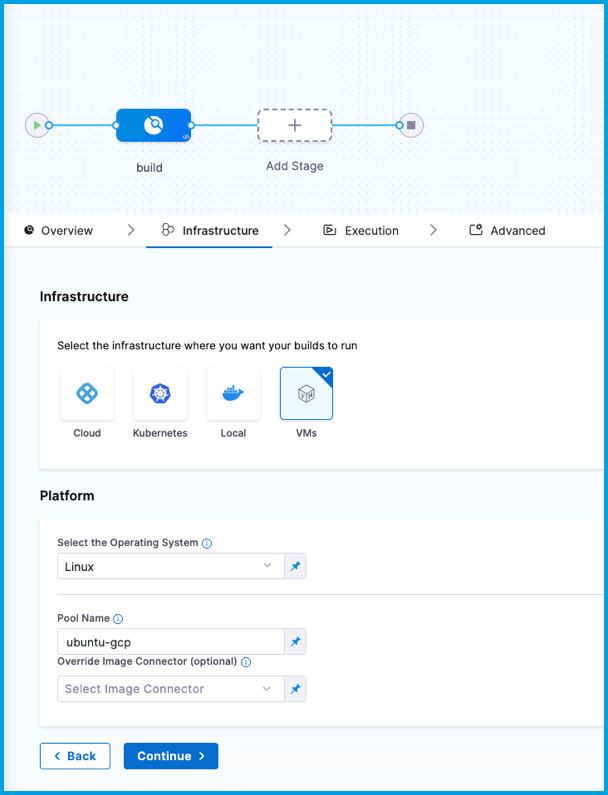 build
Add Stage
Overview
Infrastructure
Execution
Advanced
Infrastructure
Select the infrastructure where you want your builds to run
Cloud
Kubernetes
Local
VMs
Platform
Select the Operating System
Linux
Pool Name
ubuntu-gcp
Override Image Connector (optional)
Select Image Connector
Back
Continue